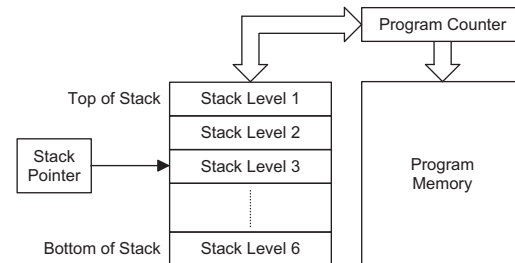 Program Counter
Top of Stack
Stack Level 1
Stack Level 2
Stack
Pointer
Stack Level 3
Program
Memory
Bottom of Stack
Stack Level 6